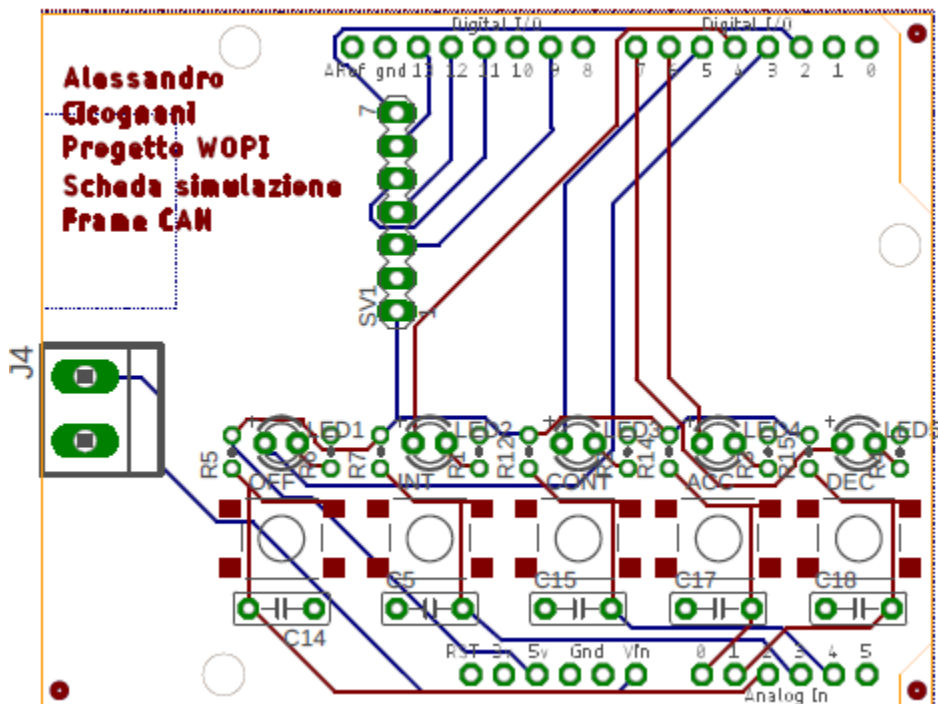 Digital I/O
Digital I/O
ARef gnd 13 12 11 10 9 8
7 6 5 4 3 2 1 0
Alessandro
Cicognani
Progetto WOPI
Scheda simulazione
Frame CAN
7
SV1
1
J4
LED1
LED2
LED3
LED4
R5
R7
R12
R14
R15
OFF
INT
CONT
ACC
DEC
C5
C15
C17
C18
C14
RST
5v
Gnd
Vin
0 1 2 3 4 5
Analog In